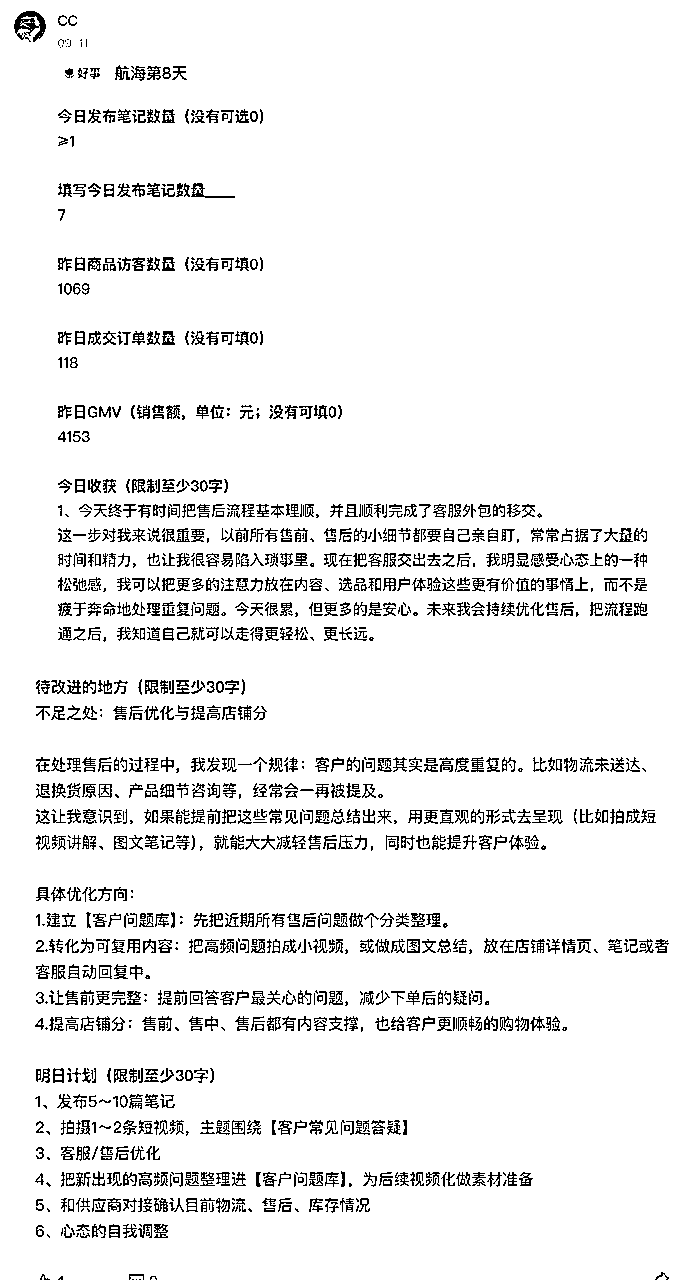 CC
09-11
好事 航海第8天
今日发布笔记数量（没有可选0）
≥1
填写今日发布笔记数量____
7
昨日商品访客数量（没有可填0）
1069
昨日成交订单数量（没有可填0）
118
昨日GMV（销售额，单位：元；没有可填0）
4153
今日收获（限制至少30字）
1、今天终于有时间把售后流程基本理顺，并且顺利完成了客服外包的移交。
这一步对我来说很重要，以前所有售前、售后的小细节都要自己亲自盯，常常占据了大量的
时间和精力，也让我很容易陷入琐事里。现在把客服交出去之后，我明显感受心态上的一种
松弛感，我可以把更多的注意力放在内容、选品和用户体验这些更有价值的事情上，而不是
疲于奔命地处理重复问题。今天很累，但更多的是安心。未来我会持续优化售后，把流程跑
通之后，我知道自己就可以走得更轻松、更长远。
待改进的地方（限制至少30字）
不足之处：售后优化与提高店铺分
在处理售后的过程中，我发现一个规律：客户的问题其实是高度重复的。比如物流未送达、
退换货原因、产品细节咨询等，经常会一再被提及。
这让我意识到，如果能提前把这些常见问题总结出来，用更直观的形式去呈现（比如拍成短
视频讲解、图文笔记等），就能大大减轻售后压力，同时也能提升客户体验。
具体优化方向：
1.建立【客户问题库】：先把近期所有售后问题做个分类整理。
2.转化为可复用内容：把高频问题拍成小视频，或做成图文总结，放在店铺详情页、笔记或者
客服自动回复中。
3.让售前更完整：提前回答客户最关心的问题，减少下单后的疑问。
4.提高店铺分：售前、售中、售后都有内容支撑，也给客户更顺畅的购物体验。
明日计划（限制至少30字）
1、发布5～10篇笔记
2、拍摄1～2条短视频，主题围绕【客户常见问题答疑】
3、客服/售后优化
4、把新出现的高频问题整理进【客户问题库】，为后续视频化做素材准备
5、和供应商对接确认目前物流、售后、库存情况
6、心态的自我调整